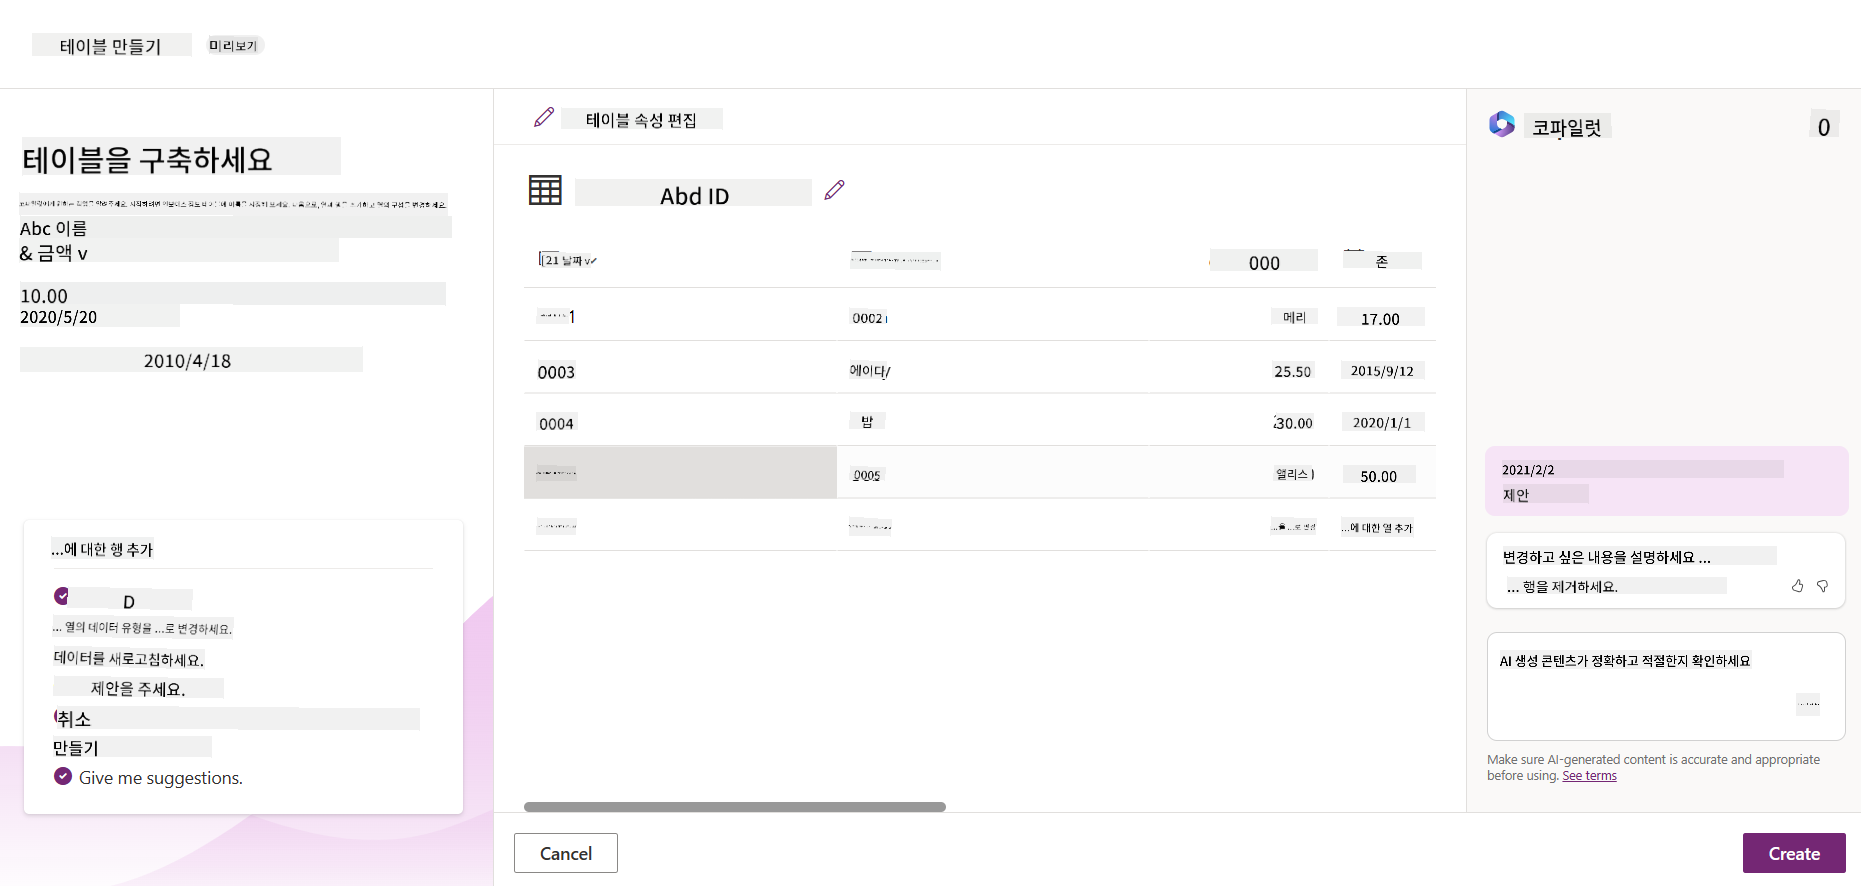 테이블 만들기 미리보기
테이블을 구축하세요
Abc 이름
& 금액 v
10.00
2020/5/20
2010/4/18
...에 대한 행 추가
D
... 열의 데이터 유형을 ...로 변경하세요.
데이터를 새로고침하세요.
제안을 주세요.
취소
만들기
Give me suggestions.
테이블 속성 편집
Abd ID
21 날짜 v 000 존
1 0002 메리 17.00
0003 에이다/ 25.50 2015/9/12
0004 밥 30.00 2020/1/1
0005 앨리스 ) 50.00
...을 ...로 변경 ...에 대한 열 추가
Cancel
Create
코파일럿 0
2021/2/2
제안
변경하고 싶은 내용을 설명하세요 ...
... 행을 제거하세요.
AI 생성 콘텐츠가 정확하고 적절한지 확인하세요
Make sure AI-generated content is accurate and appropriate
before using. See terms